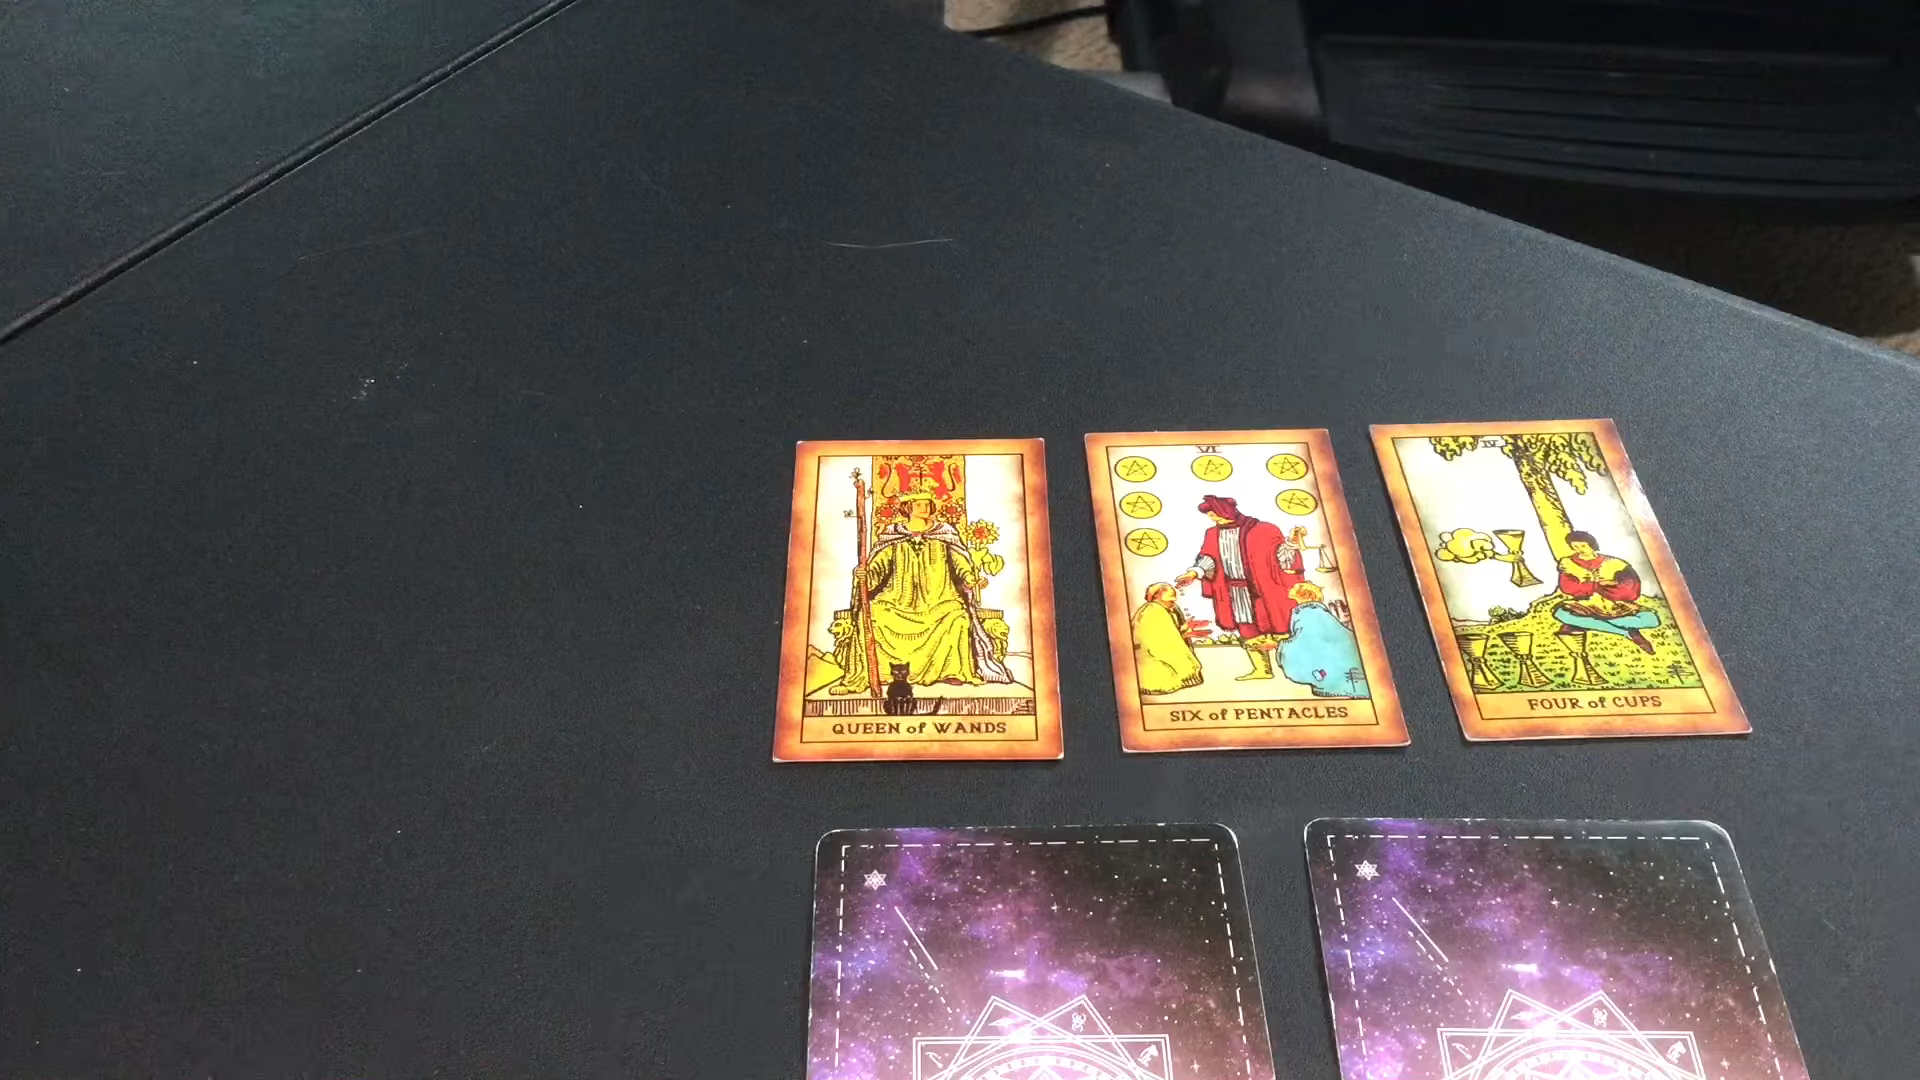 VI
IV
QUEEN of WANDS
SIX of PENTACLES
FOUR of CUPS